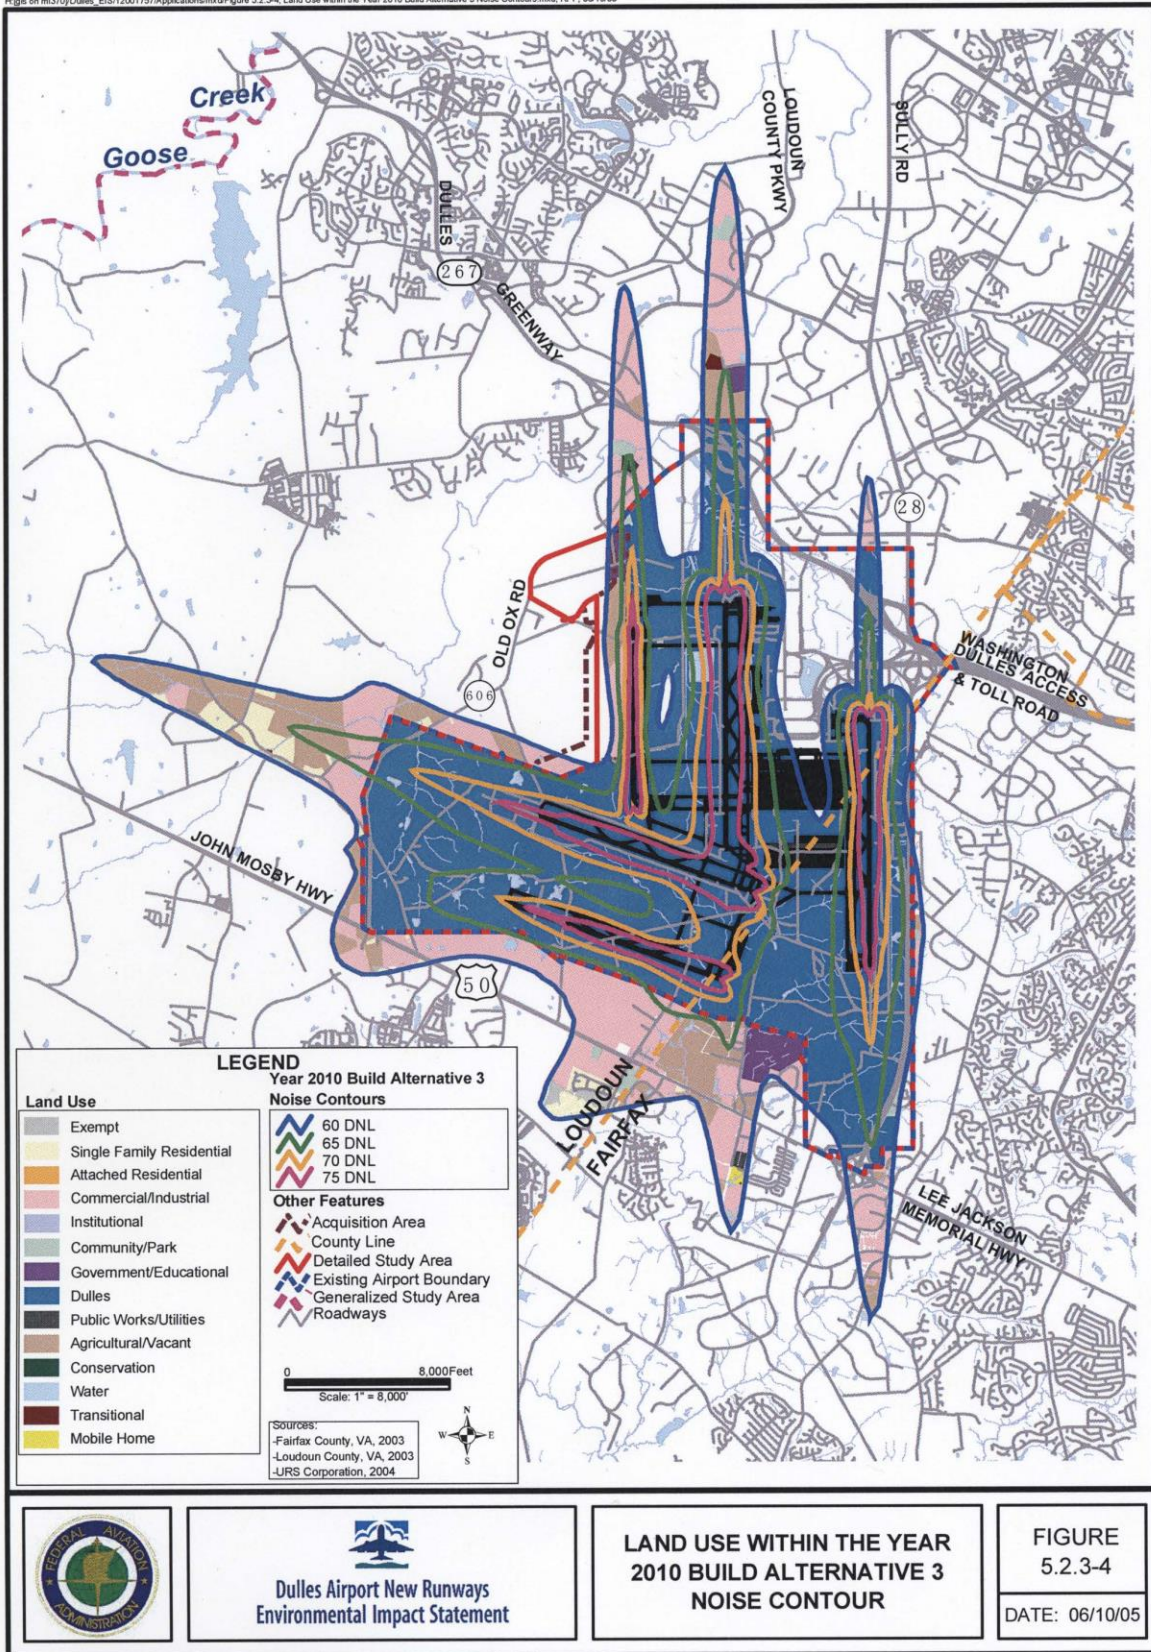 Creek
Goose
DULLES
267
GREENWAY
LOUDOUN
COUNTY PKWY
SULLY RD
28
OLD OX RD
606
WASHINGTON
DULLES ACCESS
& TOLL ROAD
JOHN MOSBY HWY
50
LOUDOUN
FAIRFAX
LEE JACKSON
MEMORIAL HWY
LEGEND
Land Use
Exempt
Single Family Residential
Attached Residential
Commercial/Industrial
Institutional
Community/Park
Government/Educational
Dulles
Public Works/Utilities
Agricultural/Vacant
Conservation
Water
Transitional
Mobile Home
Year 2010 Build Alternative 3
Noise Contours
60 DNL
65 DNL
70 DNL
75 DNL
Other Features
Acquisition Area
County Line
Detailed Study Area
Existing Airport Boundary
Generalized Study Area
Roadways
0 8,000Feet
Scale: 1" = 8,000'
N
W E
S
Sources:
-Fairfax County, VA, 2003
-Loudoun County, VA, 2003
-URS Corporation, 2004
FEDERAL AVIATION
ADMINISTRATION
Dulles Airport New Runways
Environmental Impact Statement
LAND USE WITHIN THE YEAR
2010 BUILD ALTERNATIVE 3
NOISE CONTOUR
FIGURE
5.2.3-4
DATE: 06/10/05